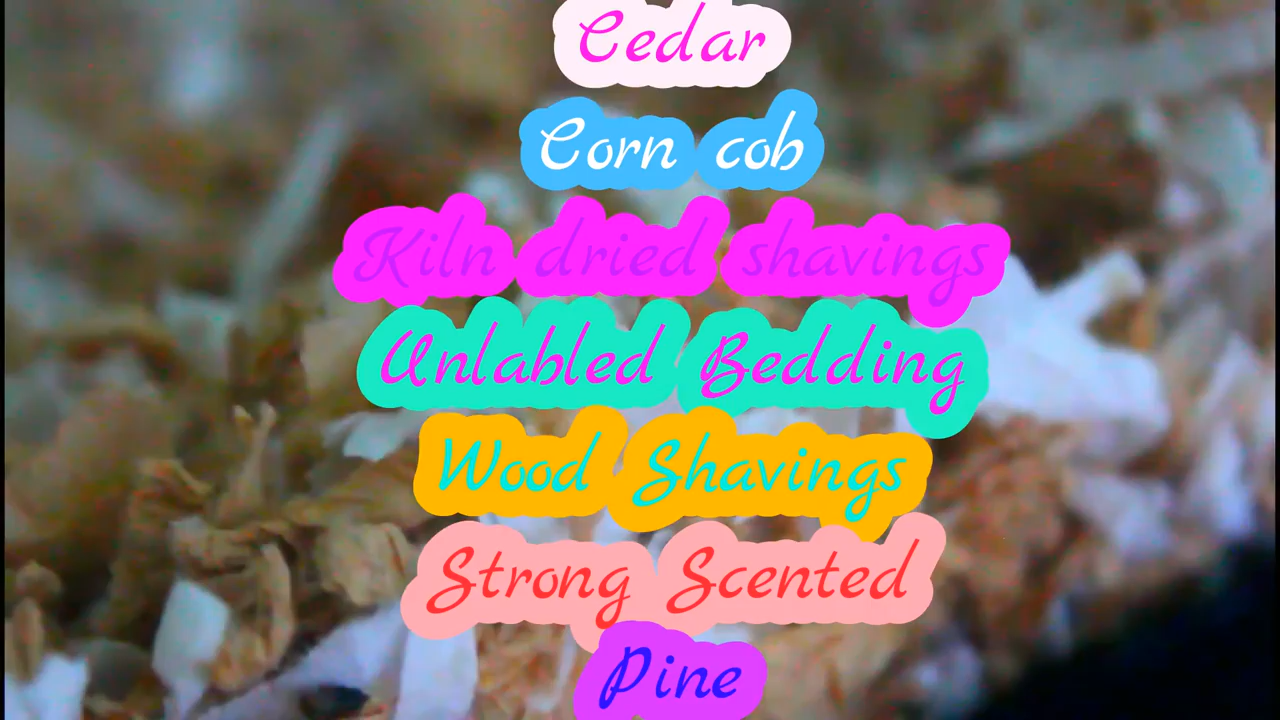 Cedar
Corn cob
Kiln dried shavings
Unlabled Bedding
Wood Shavings
Strong Scented
Pine